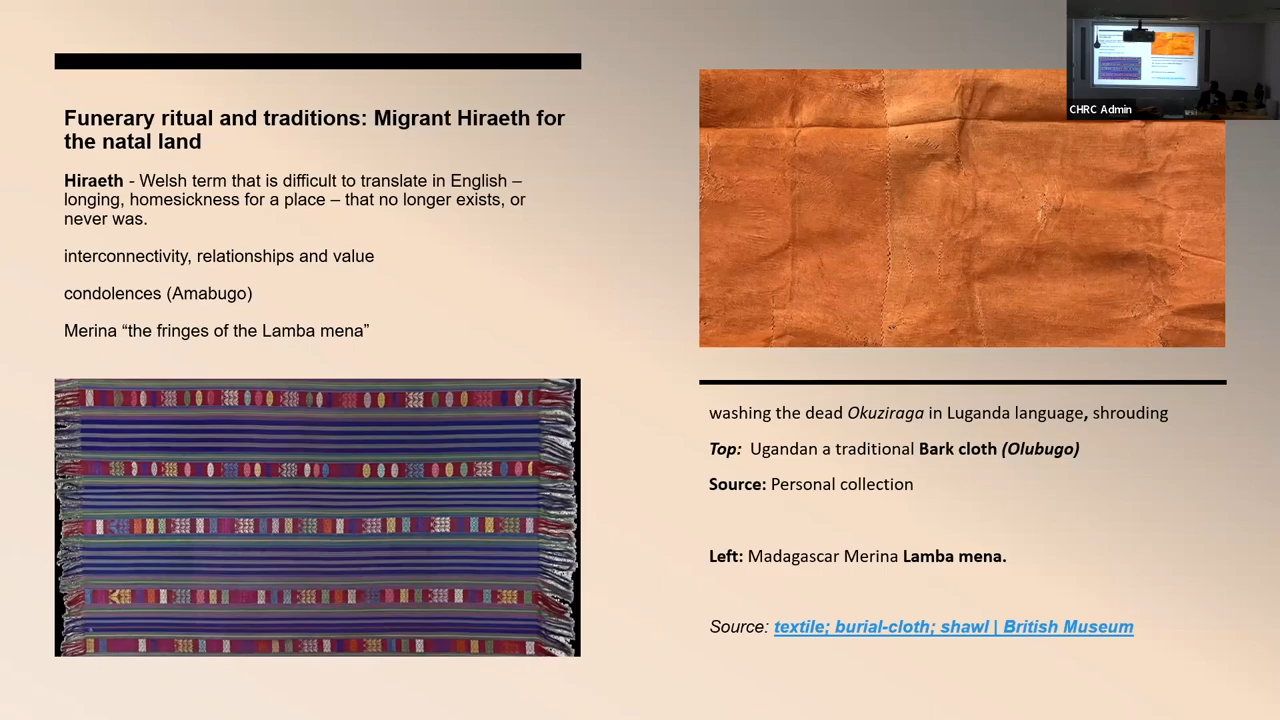 Funerary ritual and traditions: Migrant Hiraeth for
the natal land
Hiraeth - Welsh term that is difficult to translate in English –
longing, homesickness for a place – that no longer exists, or
never was.
interconnectivity, relationships and value
condolences (Amabugo)
Merina “the fringes of the Lamba mena”
CHRC Admin
washing the dead Okuziraga in Luganda language, shrouding
Top: Ugandan a traditional Bark cloth (Olubugo)
Source: Personal collection
Left: Madagascar Merina Lamba mena.
Source: textile; burial-cloth; shawl | British Museum